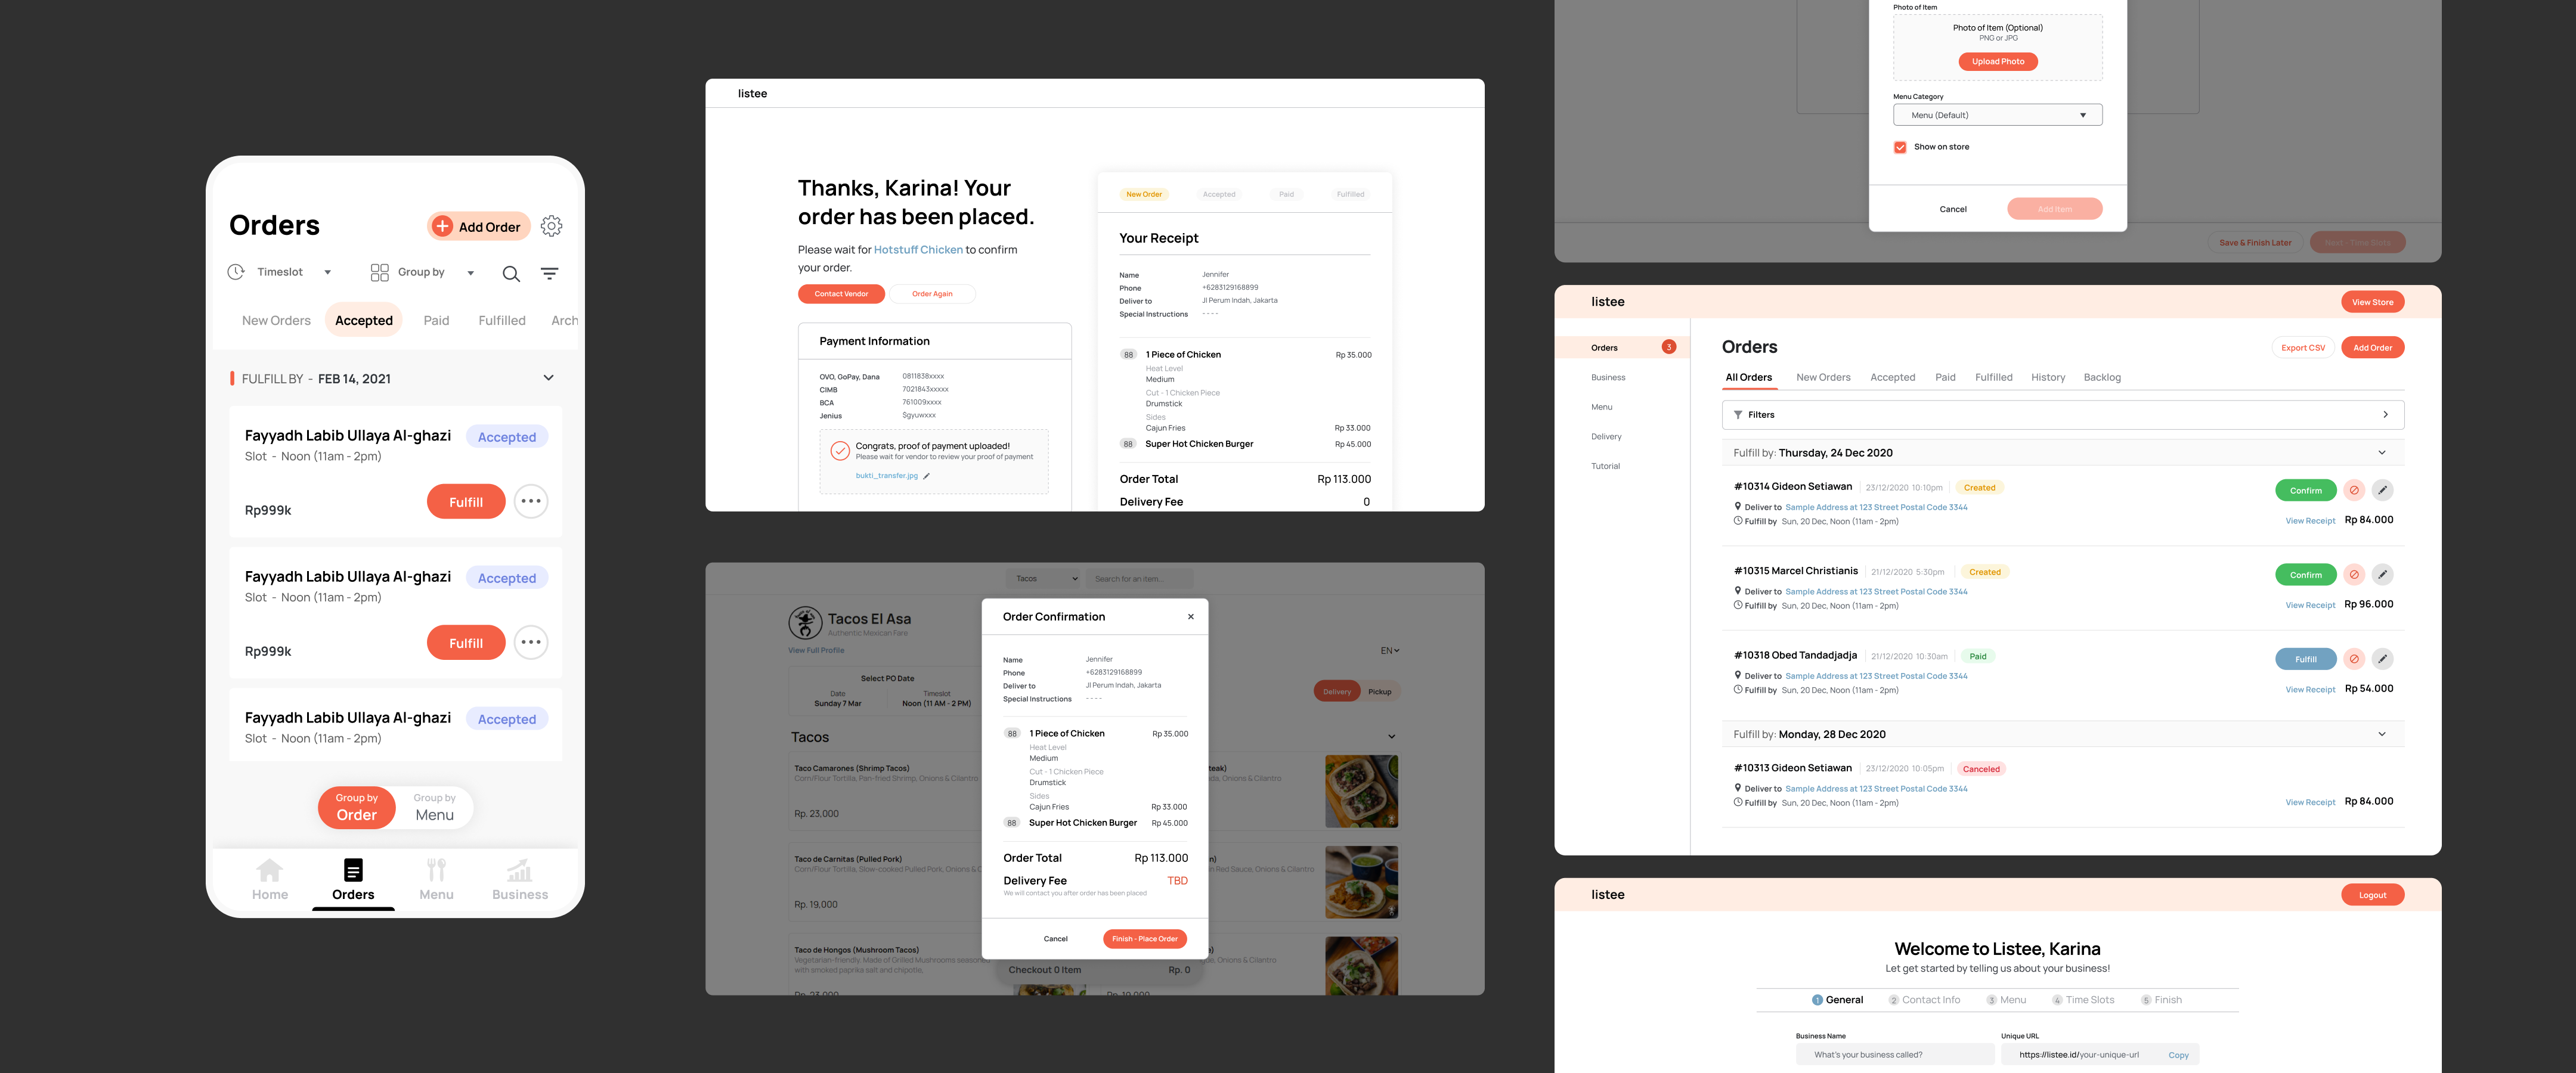 Orders
Add Order
Timeslot
Group by
New Orders
Accepted
Paid
Fulfilled
Arch
FULFILL BY - FEB 14, 2021
Fayyadh Labib Ullaya Al-ghazi
Accepted
Slot - Noon (11am - 2pm)
Rp999k
Fulfill
Fayyadh Labib Ullaya Al-ghazi
Accepted
Slot - Noon (11am - 2pm)
Rp999k
Fulfill
Fayyadh Labib Ullaya Al-ghazi
Accepted
Slot - Noon (11am - 2pm)
Group by
Order
Group by
Menu
Home
Orders
Menu
Business
listee
Thanks, Karina! Your
order has been placed.
Please wait for Hotstuff Chicken to confirm
your order.
Contact Vendor
Order Again
Payment Information
OVO, GoPay, Dana 0811838xxxx
CIMB 7021843xxxxx
BCA 761009xxxx
Jenius $gyuwxxx
Congrats, proof of payment uploaded!
Please wait for vendor to review your proof of payment
bukti_transfer.jpg
New Order
Accepted
Paid
Fulfilled
Your Receipt
Name Jennifer
Phone +6283129168899
Deliver to Jl Perum Indah, Jakarta
Special Instructions - - - -
88 1 Piece of Chicken Rp 35.000
Heat Level
Medium
Cut - 1 Chicken Piece
Drumstick
Sides
Cajun Fries Rp 33.000
88 Super Hot Chicken Burger Rp 45.000
Order Total Rp 113.000
Delivery Fee 0
Tacos
Search for an item...
Tacos El Asa
Authentic Mexican Fare
View Full Profile
EN
Select PO Date
Date
Sunday 7 Mar
Timeslot
Noon (11 AM - 2 PM)
Delivery
Pickup
Tacos
Taco Camarones (Shrimp Tacos)
Corn/Flour Tortilla, Pan-fried Shrimp, Onions & Cilantro
Rp. 23,000
Taco de Carnitas (Pulled Pork)
Corn/Flour Tortilla, Slow-cooked Pulled Pork, Onions & C
Rp. 19,000
Taco de Hongos (Mushroom Tacos)
Vegetarian-friendly. Made of Grilled Mushrooms seasone
with smoked paprika salt and chipotle,
Rp. 23,000
teak)
da, Onions & Cilantro
n)
n Red Sauce, Onions & Cilantro
e)
le, Onions & Cilantro
Rp. 19,000
Checkout 0 Item
Rp. 0
Order Confirmation
Name Jennifer
Phone +6283129168899
Deliver to Jl Perum Indah, Jakarta
Special Instructions - - - -
88 1 Piece of Chicken Rp 35.000
Heat Level
Medium
Cut - 1 Chicken Piece
Drumstick
Sides
Cajun Fries Rp 33.000
88 Super Hot Chicken Burger Rp 45.000
Order Total Rp 113.000
Delivery Fee TBD
We will contact you after order has been placed
Cancel
Finish - Place Order
Photo of Item
Photo of Item (Optional)
PNG or JPG
Upload Photo
Menu Category
Menu (Default)
Show on store
Cancel
Add Item
Save & Finish Later
Next - Time Slots
listee
View Store
Orders 3
Business
Menu
Delivery
Tutorial
Orders
Export CSV
Add Order
All Orders
New Orders
Accepted
Paid
Fulfilled
History
Backlog
Filters
Fulfill by: Thursday, 24 Dec 2020
#10314 Gideon Setiawan 23/12/2020 10:10pm Created
Deliver to Sample Address at 123 Street Postal Code 3344
Fulfill by Sun, 20 Dec, Noon (11am - 2pm)
Confirm
View Receipt Rp 84.000
#10315 Marcel Christianis 21/12/2020 5:30pm Created
Deliver to Sample Address at 123 Street Postal Code 3344
Fulfill by Sun, 20 Dec, Noon (11am - 2pm)
Confirm
View Receipt Rp 96.000
#10318 Obed Tandadjadja 21/12/2020 10:30am Paid
Deliver to Sample Address at 123 Street Postal Code 3344
Fulfill by Sun, 20 Dec, Noon (11am - 2pm)
Fulfill
View Receipt Rp 54.000
Fulfill by: Monday, 28 Dec 2020
#10313 Gideon Setiawan 23/12/2020 10:05pm Canceled
Deliver to Sample Address at 123 Street Postal Code 3344
Fulfill by Sun, 20 Dec, Noon (11am - 2pm)
View Receipt Rp 84.000
listee
Logout
Welcome to Listee, Karina
Let get started by telling us about your business!
1 General
2 Contact Info
3 Menu
4 Time Slots
5 Finish
Business Name
What's your business called?
Unique URL
https://listee.id/your-unique-url
Copy